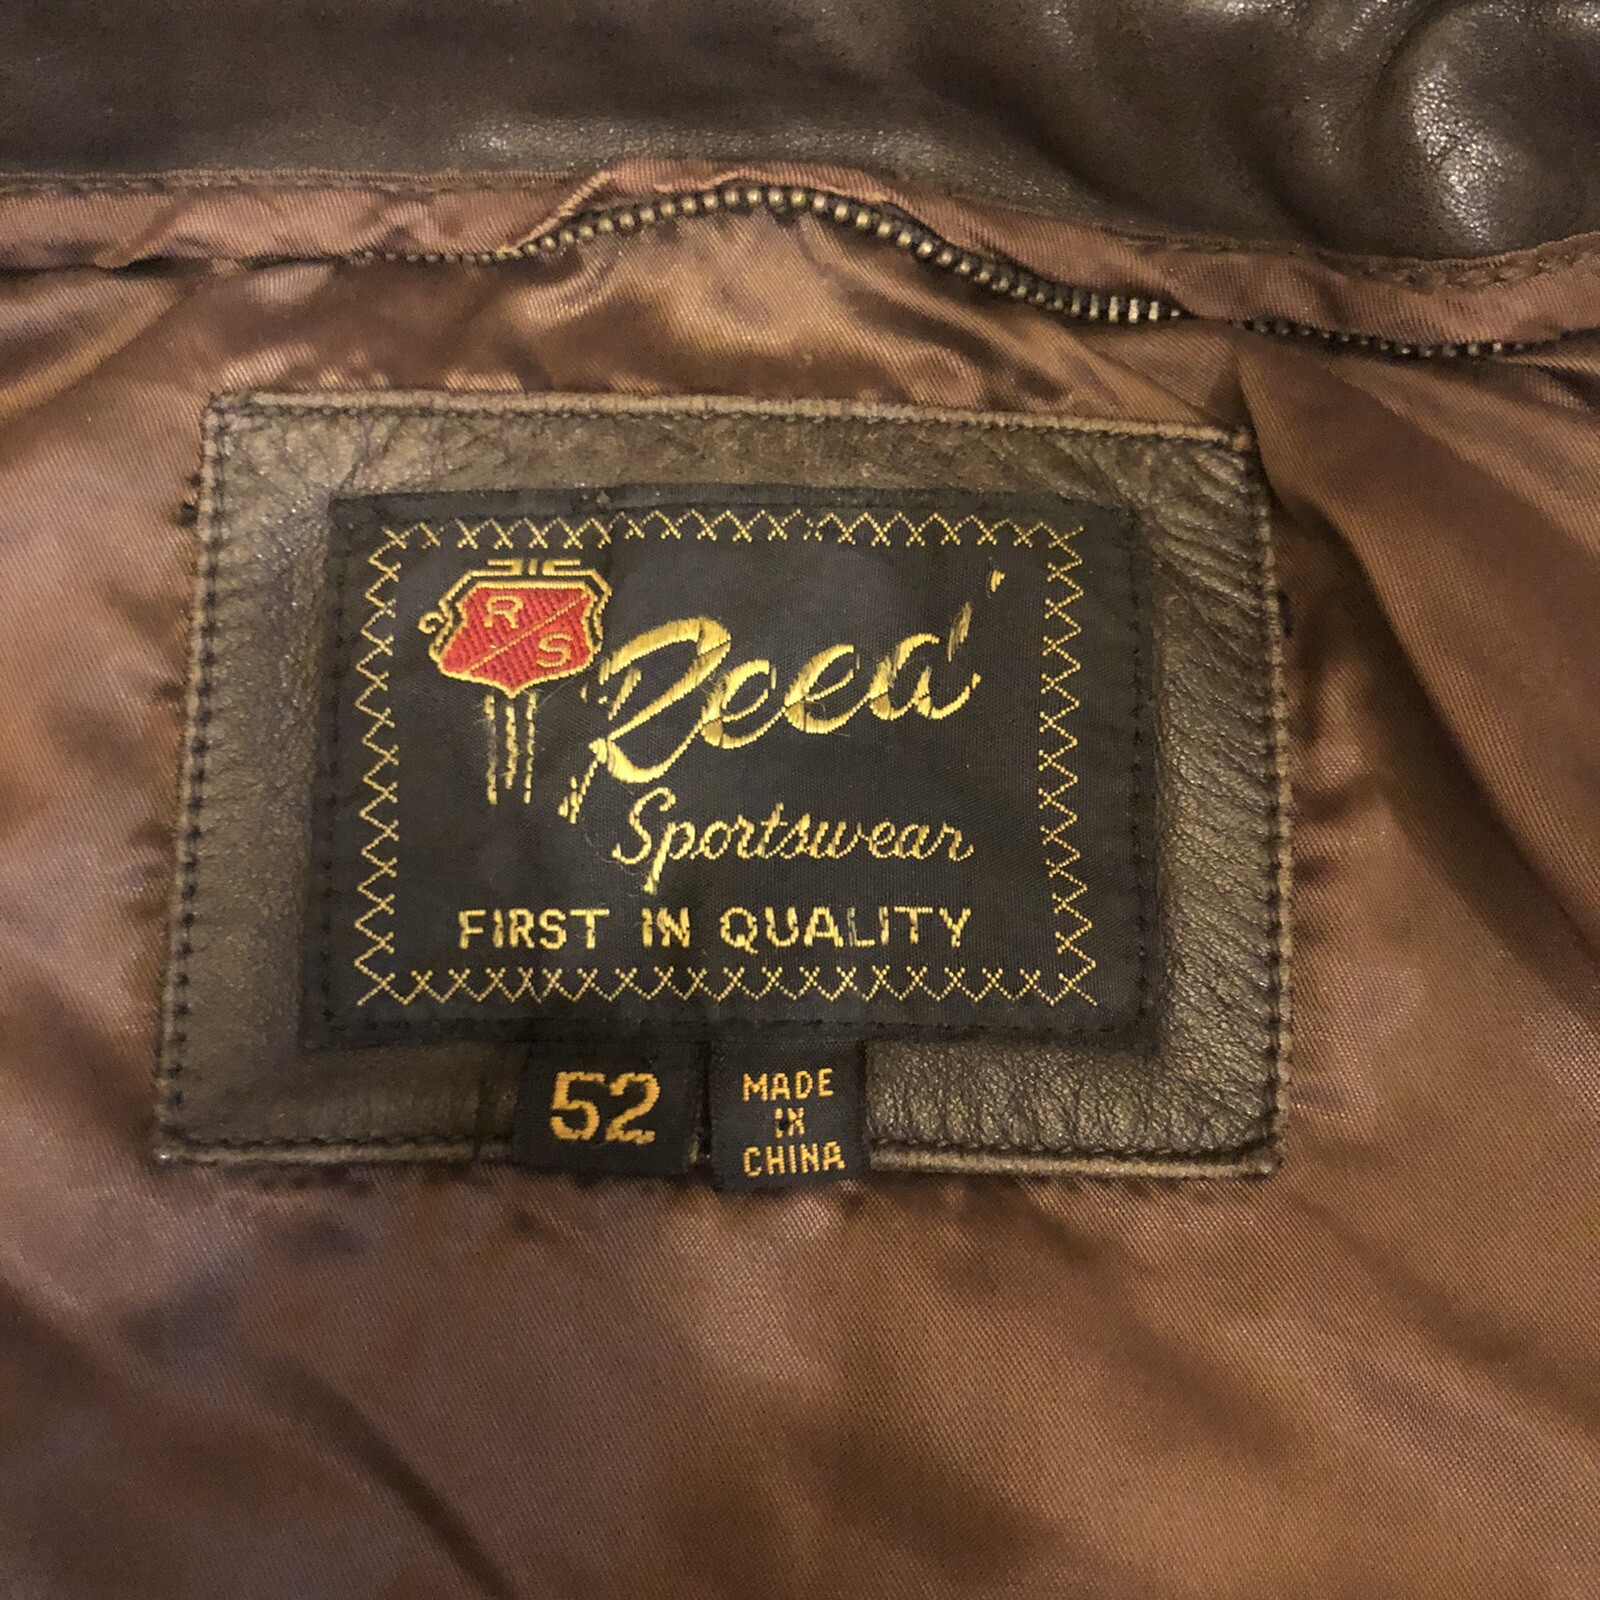 R S
Reed
Sportswear
FIRST IN QUALITY
52
MADE
IN
CHINA